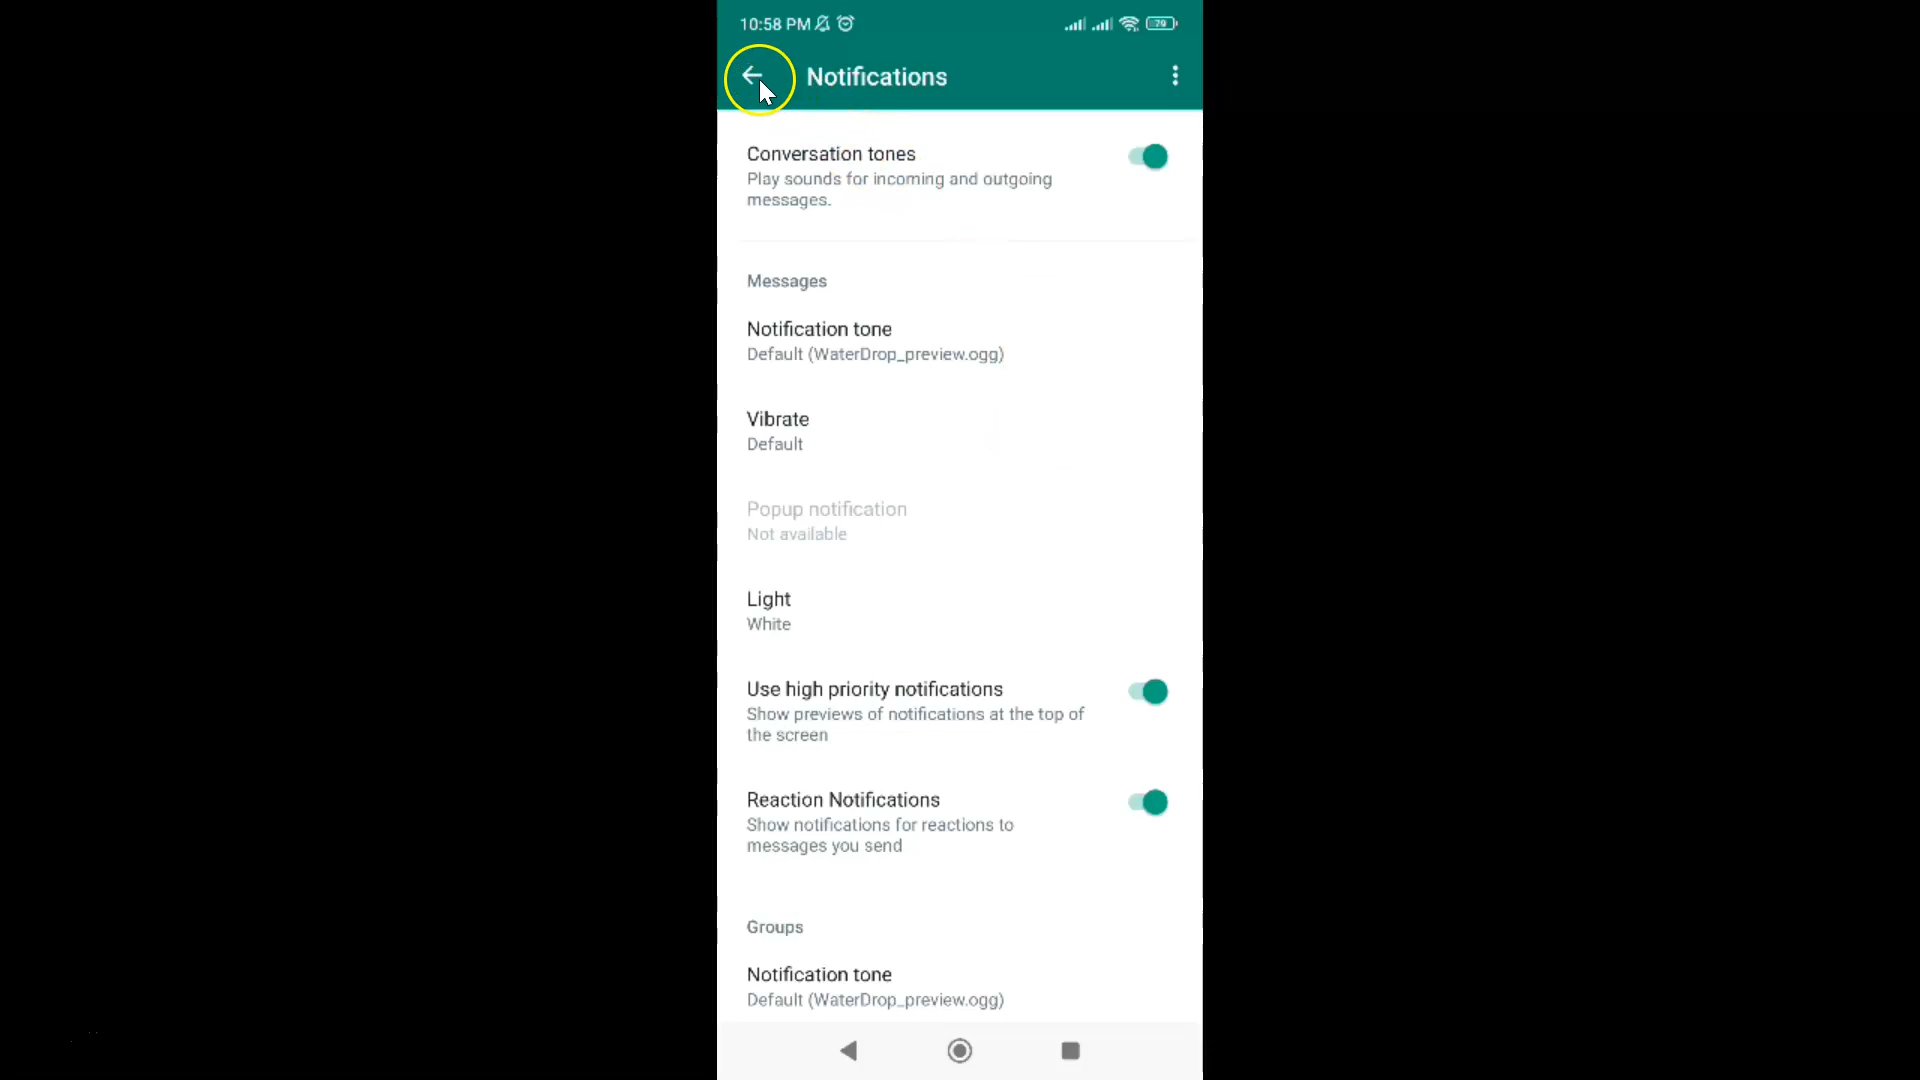 10:58 PM
79
Notifications
Conversation tones
Play sounds for incoming and outgoing
messages.
Messages
Notification tone
Default (WaterDrop_preview.ogg)
Vibrate
Default
Popup notification
Not available
Light
White
Use high priority notifications
Show previews of notifications at the top of
the screen
Reaction Notifications
Show notifications for reactions to
messages you send
Groups
Notification tone
Default (WaterDrop_preview.ogg)